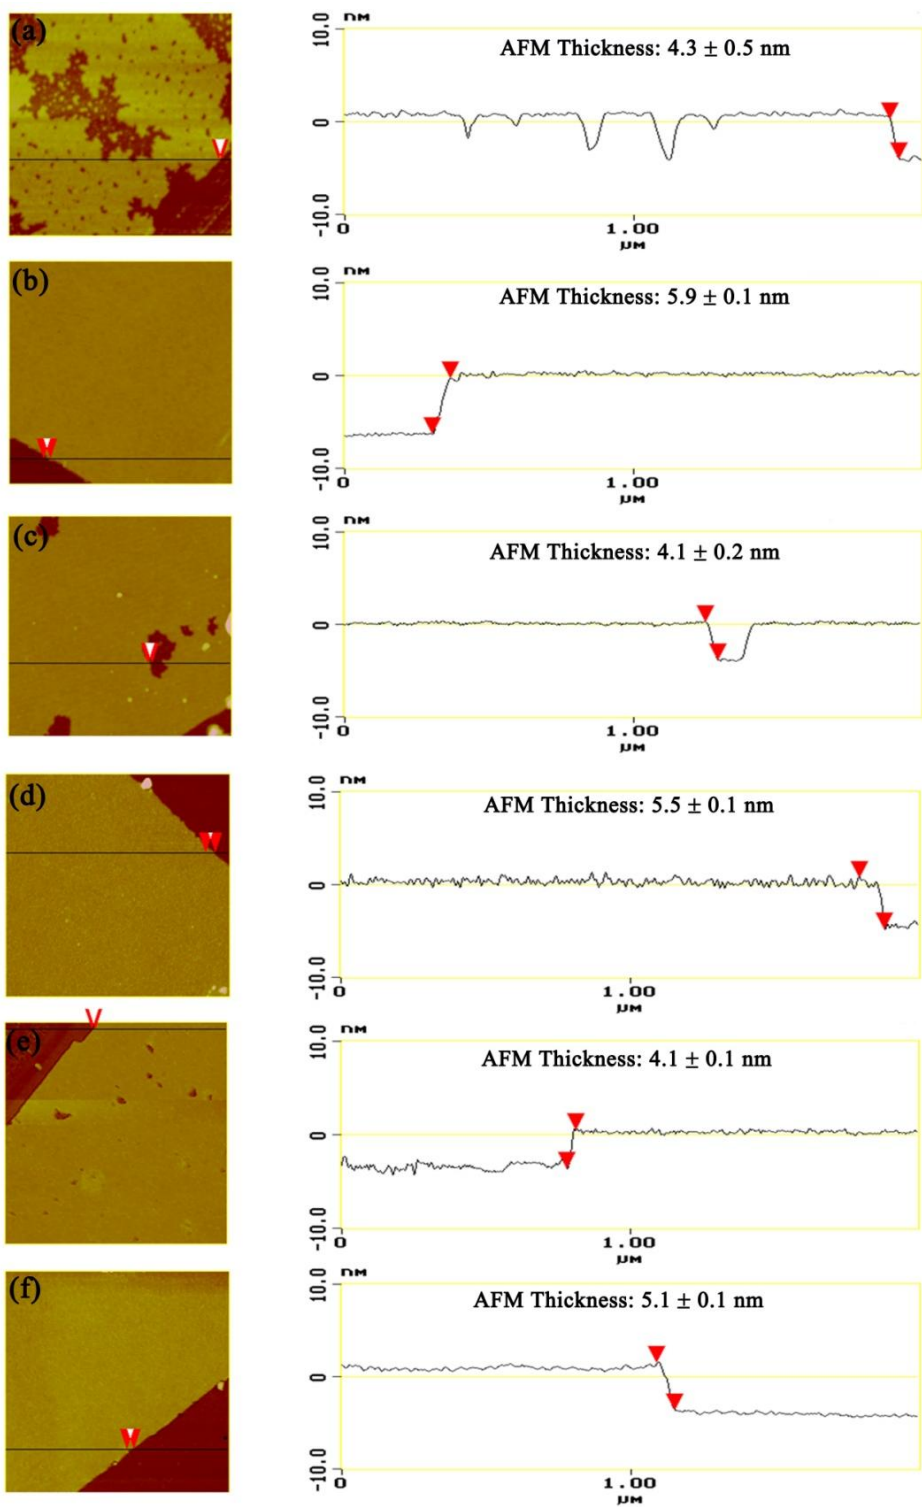 (a)
nm
10.0
AFM Thickness: 4.3 ± 0.5 nm
0
-10.0
0
1.00
µm
(b)
nm
10.0
AFM Thickness: 5.9 ± 0.1 nm
0
-10.0
0
1.00
µm
(c)
nm
10.0
AFM Thickness: 4.1 ± 0.2 nm
0
-10.0
0
1.00
µm
(d)
nm
10.0
AFM Thickness: 5.5 ± 0.1 nm
0
-10.0
0
1.00
µm
(e)
nm
10.0
AFM Thickness: 4.1 ± 0.1 nm
0
-10.0
0
1.00
µm
(f)
nm
10.0
AFM Thickness: 5.1 ± 0.1 nm
0
-10.0
0
1.00
µm